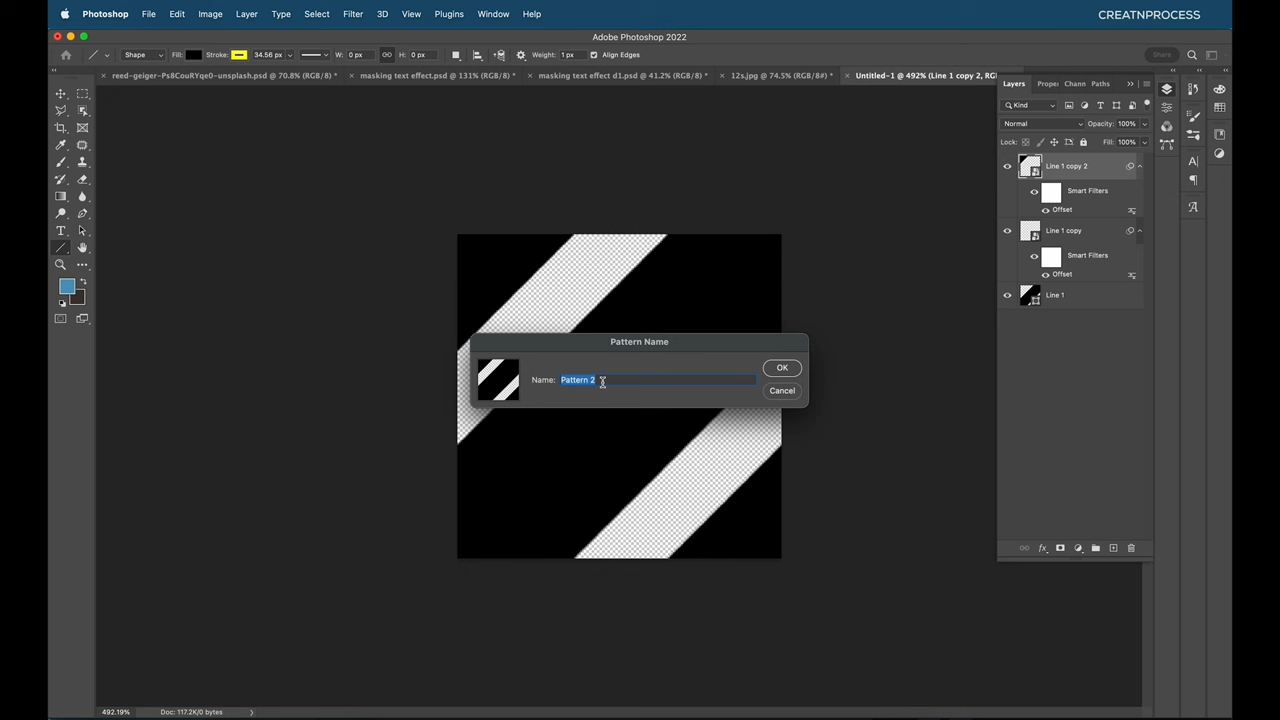 Photoshop File Edit Image Layer Type Select Filter 3D View Plugins Window Help CREATNPROCESS
Adobe Photoshop 2022
Shape Fill: Stroke: 34.56 px W: 0 px H: 0 px Weight: 1 px Align Edges Share
reed-geiger-Ps8CouRYqe0-unsplash.psd @ 70.8% (RGB/8) * masking text effect.psd @ 131% (RGB/8) * masking text effect d1.psd @ 41.2% (RGB/8) * 12s.jpg @ 74.5% (RGB/8#) * Untitled-1 @ 492% (Line 1 copy 2, RG
Layers Proper Chann Paths
Kind
Normal Opacity: 100%
Lock: Fill: 100%
Line 1 copy 2
Smart Filters
Offset
Line 1 copy
Smart Filters
Offset
Line 1
Pattern Name
Name: Pattern 2
OK
Cancel
fx
492.19% Doc: 117.2K/0 bytes